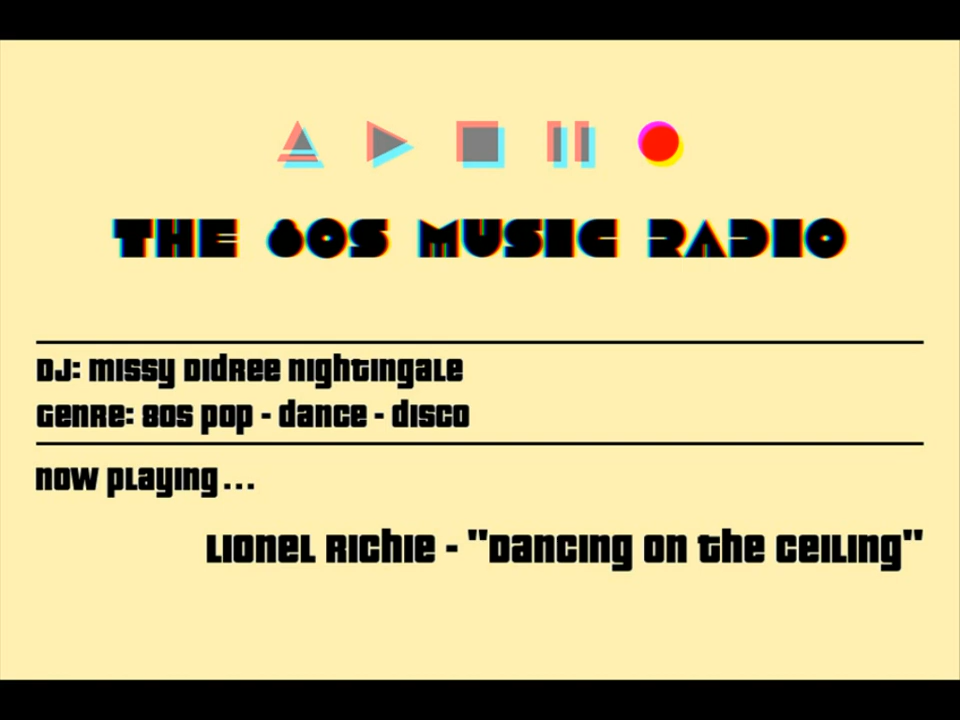 THE 80S MUSIC RADIO
DJ: Missy Didree Nightingale
Genre: 80s Pop - Dance - Disco
Now Playing...
Lionel Richie - "Dancing on the Ceiling"